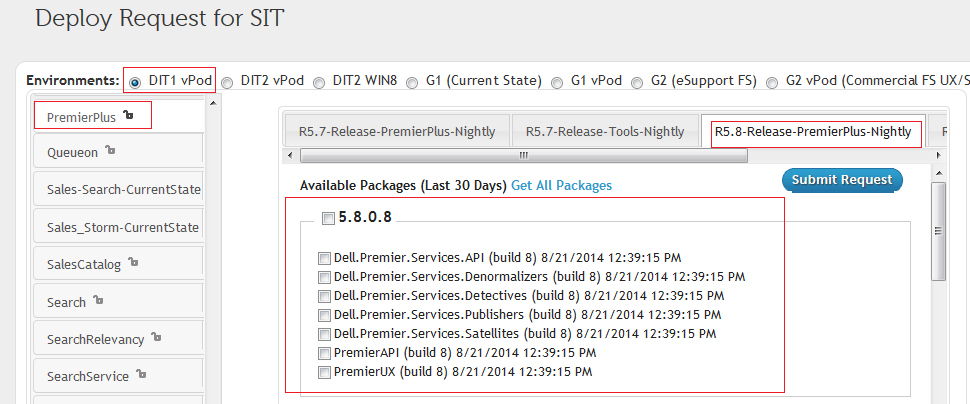 Deploy Request for SIT
Environments: DIT1 vPod DIT2 vPod DIT2 WIN8 G1 (Current State) G1 vPod G2 (eSupport FS) G2 vPod (Commercial FS UX/S
PremierPlus
Queueon
Sales-Search-CurrentState
Sales_Storm-CurrentState
SalesCatalog
Search
SearchRelevancy
SearchService
R5.7-Release-PremierPlus-Nightly R5.7-Release-Tools-Nightly R5.8-Release-PremierPlus-Nightly R
Available Packages (Last 30 Days) Get All Packages
Submit Request
5.8.0.8
Dell.Premier.Services.API (build 8) 8/21/2014 12:39:15 PM
Dell.Premier.Services.Denormalizers (build 8) 8/21/2014 12:39:15 PM
Dell.Premier.Services.Detectives (build 8) 8/21/2014 12:39:15 PM
Dell.Premier.Services.Publishers (build 8) 8/21/2014 12:39:15 PM
Dell.Premier.Services.Satellites (build 8) 8/21/2014 12:39:15 PM
PremierAPI (build 8) 8/21/2014 12:39:15 PM
PremierUX (build 8) 8/21/2014 12:39:15 PM